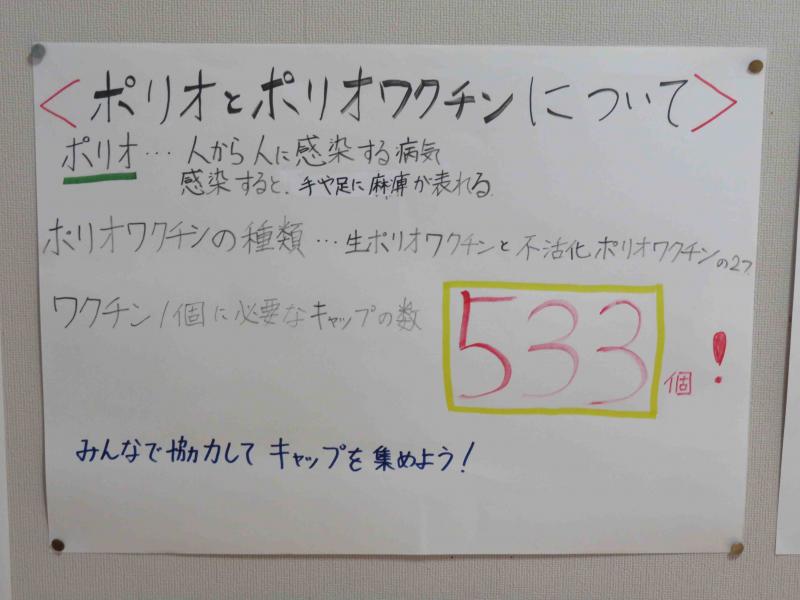 ＜ポリオとポリオワクチンについて＞
ポリオ…人から人に感染する病気
感染すると、手や足に麻痺が表れる
ポリオワクチンの種類…生ポリオワクチンと不活化ポリオワクチンの2つ
ワクチン1個に必要なキャップの数 533個！
みんなで協力してキャップを集めよう！